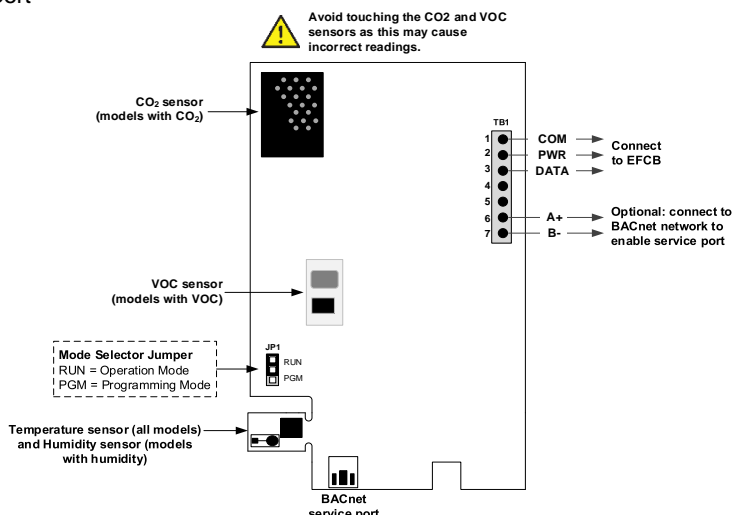 Avoid touching the CO2 and VOC
sensors as this may cause
incorrect readings.
CO₂ sensor
(models with CO₂)
TB1
1
COM
2
PWR
3
DATA
4
5
6
A+
7
B-
Connect
to EFCB
Optional: connect to
BACnet network to
enable service port
VOC sensor
(models with VOC)
JP1
RUN
PGM
Mode Selector Jumper
RUN = Operation Mode
PGM = Programming Mode
Temperature sensor (all models)
and Humidity sensor (models
with humidity)
BACnet
service port